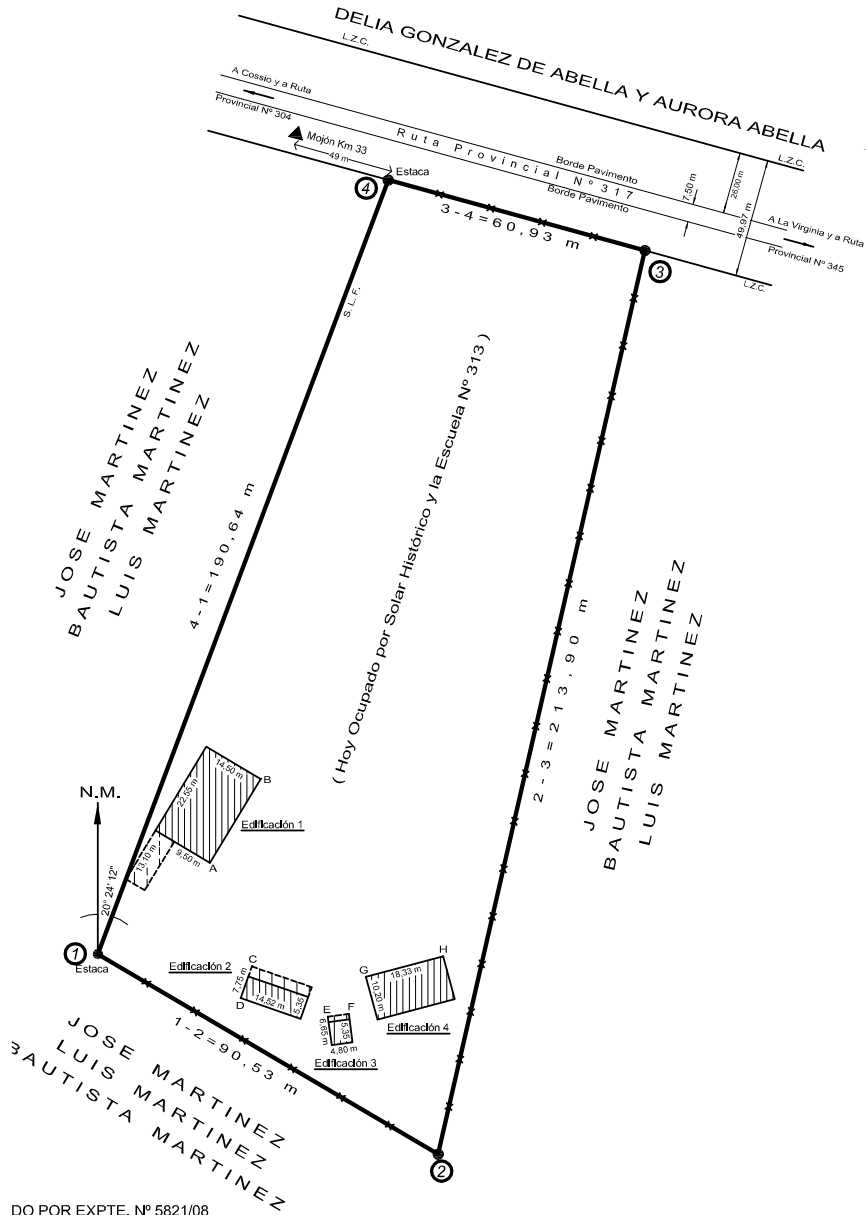 DELIA GONZALEZ DE ABELLA Y AURORA ABELLA
L.Z.C.
A Cossio y a Ruta
Provincial Nº 304
Mojón Km 33
49 m
Estaca
Ruta Provincial Nº 317
Borde Pavimento
Borde Pavimento
7,50 m
26,00 m
49,97 m
L.Z.C.
A La Virginia y a Ruta
Provincial Nº 345
L.Z.C.
4
3-4=60,93 m
3
S. L. F.
JOSE MARTINEZ
BAUTISTA MARTINEZ
LUIS MARTINEZ
4-1=190,64 m
( Hoy Ocupado por Solar Histórico y la Escuela Nº 313 )
2-3=213,90 m
JOSE MARTINEZ
BAUTISTA MARTINEZ
LUIS MARTINEZ
N.M.
20° 24' 12"
14,50 m
B
22,55 m
Edificación 1
13,10 m
9,50 m
A
1
Estaca
Edificación 2
C
7,75 m
D
14,52 m
5,35
E
F
6,65 m
5,35
4,80 m
Edificación 3
G
H
18,33 m
10,20 m
Edificación 4
1-2=90,53 m
JOSE MARTINEZ
LUIS MARTINEZ
BAUTISTA MARTINEZ
2
DO POR EXPTE. Nº 5821/08